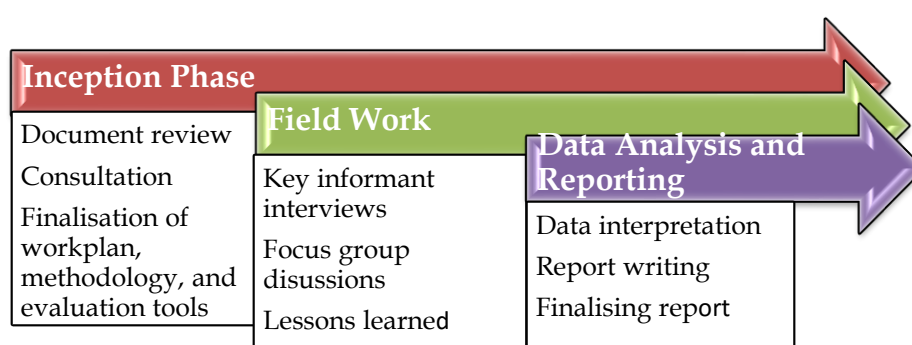 Inception Phase
Document review
Consultation
Finalisation of
workplan,
methodology, and
evaluation tools
Field Work
Key informant
interviews
Focus group
disussions
Lessons learned
Data Analysis and
Reporting
Data interpretation
Report writing
Finalising report